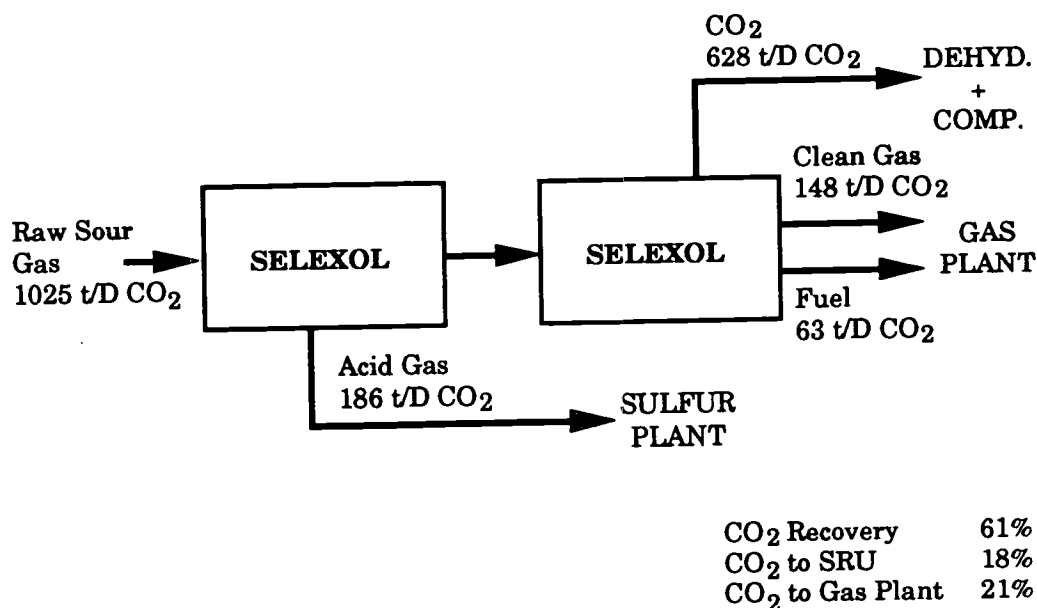 CO2
628 t/D CO2
DEHYD.
+
COMP.
Clean Gas
148 t/D CO2
Raw Sour
Gas
1025 t/D CO2
SELEXOL
SELEXOL
GAS
PLANT
Fuel
63 t/D CO2
Acid Gas
186 t/D CO2
SULFUR
PLANT
CO2 Recovery 61%
CO2 to SRU 18%
CO2 to Gas Plant 21%